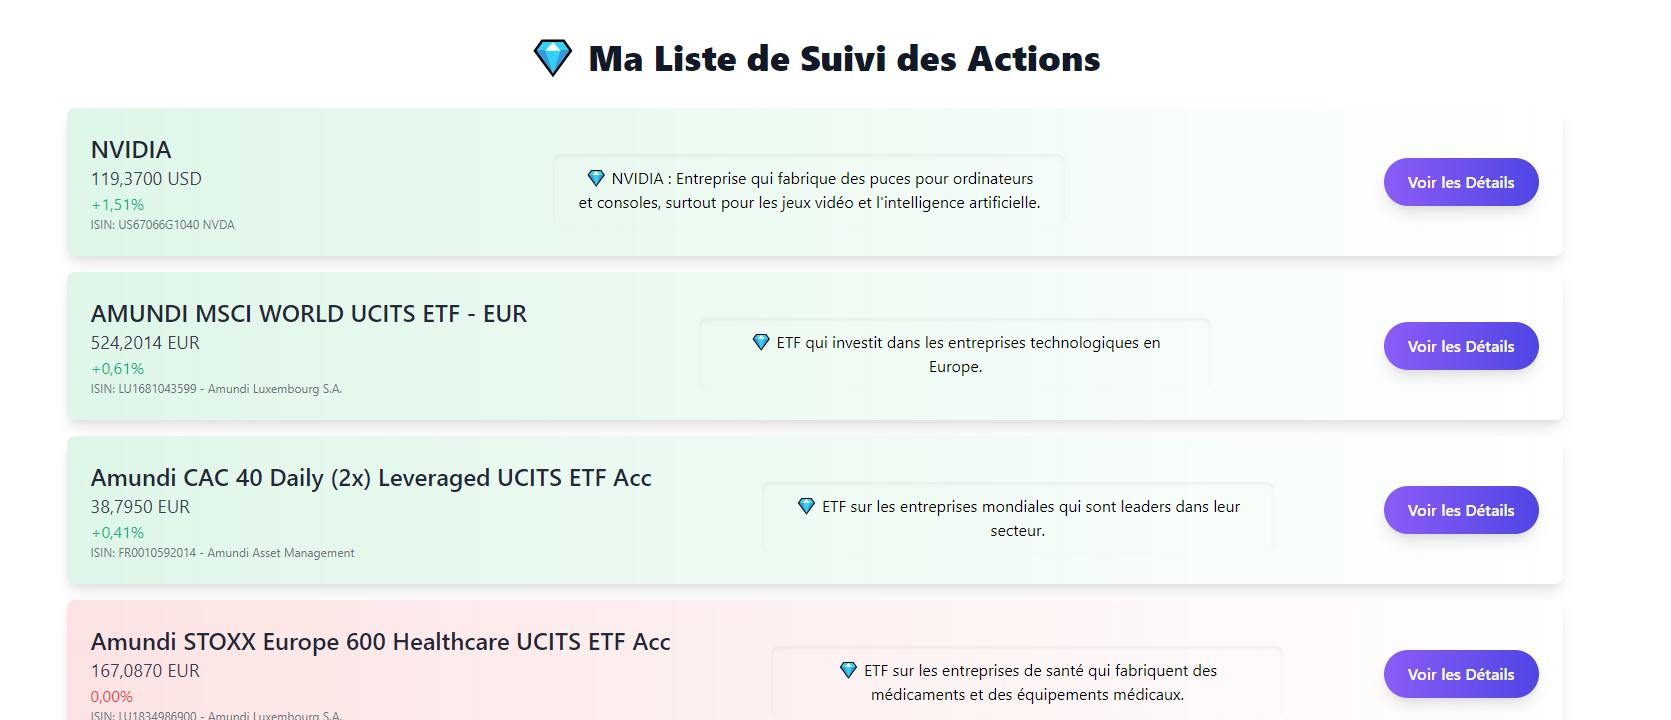 💎 Ma Liste de Suivi des Actions
NVIDIA
119,3700 USD
+1,51%
ISIN: US67066G1040 NVDA
💎 NVIDIA : Entreprise qui fabrique des puces pour ordinateurs
et consoles, surtout pour les jeux vidéo et l'intelligence artificielle.
Voir les Détails
AMUNDI MSCI WORLD UCITS ETF - EUR
524,2014 EUR
+0,61%
ISIN: LU1681043599 - Amundi Luxembourg S.A.
💎 ETF qui investit dans les entreprises technologiques en
Europe.
Voir les Détails
Amundi CAC 40 Daily (2x) Leveraged UCITS ETF Acc
38,7950 EUR
+0,41%
ISIN: FR0010592014 - Amundi Asset Management
💎 ETF sur les entreprises mondiales qui sont leaders dans leur
secteur.
Voir les Détails
Amundi STOXX Europe 600 Healthcare UCITS ETF Acc
167,0870 EUR
0,00%
ISIN: LU1834986900 - Amundi Luxembourg S.A.
💎 ETF sur les entreprises de santé qui fabriquent des
médicaments et des équipements médicaux.
Voir les Détails